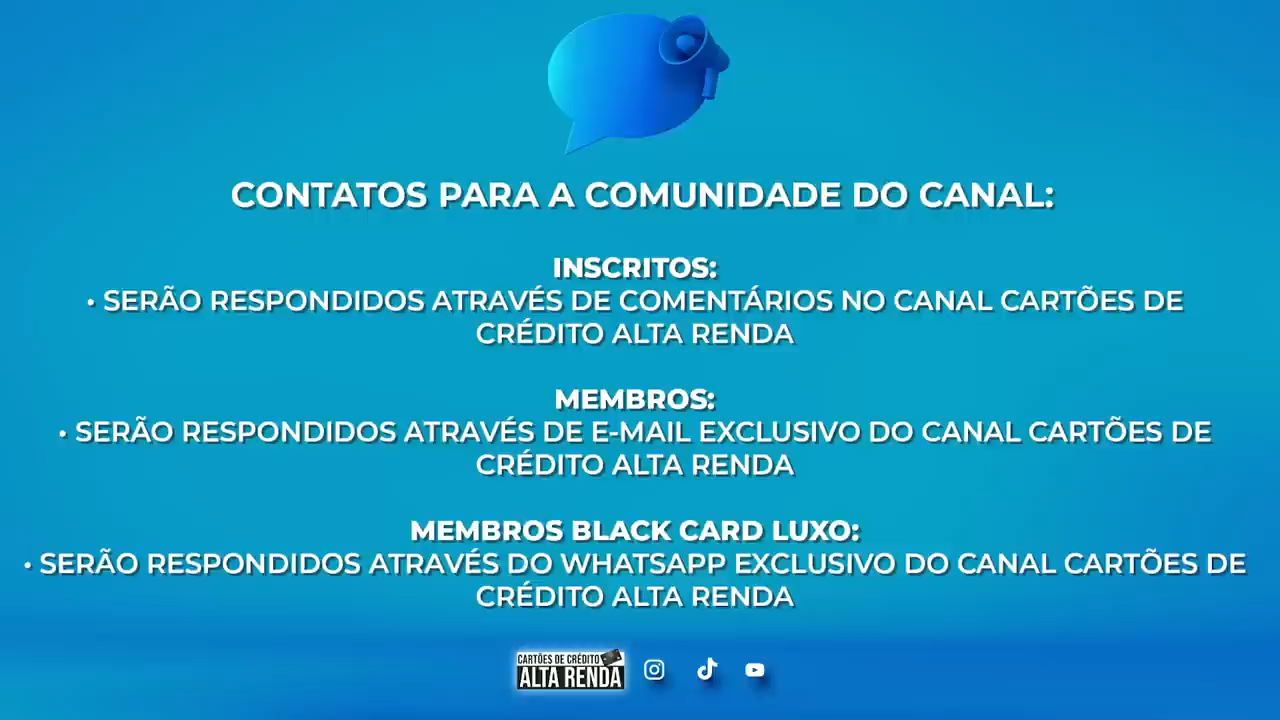 CONTATOS PARA A COMUNIDADE DO CANAL:
INSCRITOS:
• SERÃO RESPONDIDOS ATRAVÉS DE COMENTÁRIOS NO CANAL CARTÕES DE
CRÉDITO ALTA RENDA
MEMBROS:
• SERÃO RESPONDIDOS ATRAVÉS DE E-MAIL EXCLUSIVO DO CANAL CARTÕES DE
CRÉDITO ALTA RENDA
MEMBROS BLACK CARD LUXO:
• SERÃO RESPONDIDOS ATRAVÉS DO WHATSAPP EXCLUSIVO DO CANAL CARTÕES DE
CRÉDITO ALTA RENDA
CARTÕES DE CRÉDITO
ALTA RENDA